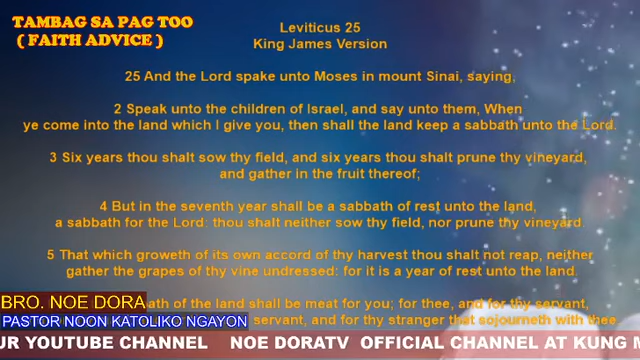 TAMBAG SA PAG TOO
( FAITH ADVICE )
Leviticus 25
King James Version
25 And the Lord spake unto Moses in mount Sinai, saying,
2 Speak unto the children of Israel, and say unto them, When
ye come into the land which I give you, then shall the land keep a sabbath unto the Lord.
3 Six years thou shalt sow thy field, and six years thou shalt prune thy vineyard,
and gather in the fruit thereof;
4 But in the seventh year shall be a sabbath of rest unto the land,
a sabbath for the Lord: thou shalt neither sow thy field, nor prune thy vineyard.
5 That which groweth of its own accord of thy harvest thou shalt not reap, neither
gather the grapes of thy vine undressed: for it is a year of rest unto the land.
BRO. NOE DORA
ath of the land shall be meat for you; for thee, and for thy servant,
PASTOR NOON KATOLIKO NGAYON
servant, and for thy stranger that sojourneth with thee
UR YOUTUBE CHANNEL NOE DORATV OFFICIAL CHANNEL AT KUNG M